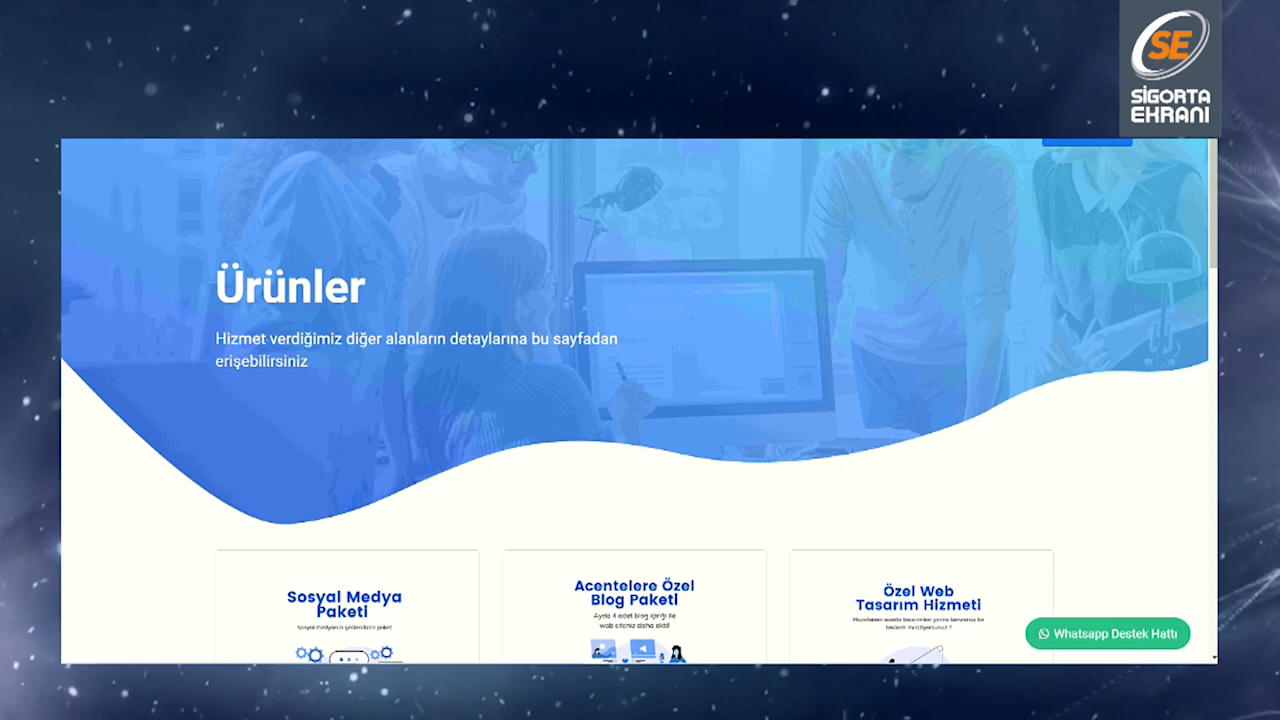 SE
SİGORTA
EKRANI
Ürünler
Hizmet verdiğimiz diğer alanların detaylarına bu sayfadan
erişebilirsiniz
Sosyal Medya
Paketi
Acentelere Özel
Blog Paketi
Ayda 4 adet blog içeriği ile
web siteniz daha aktif
Özel Web
Tasarım Hizmeti
Whatsapp Destek Hattı